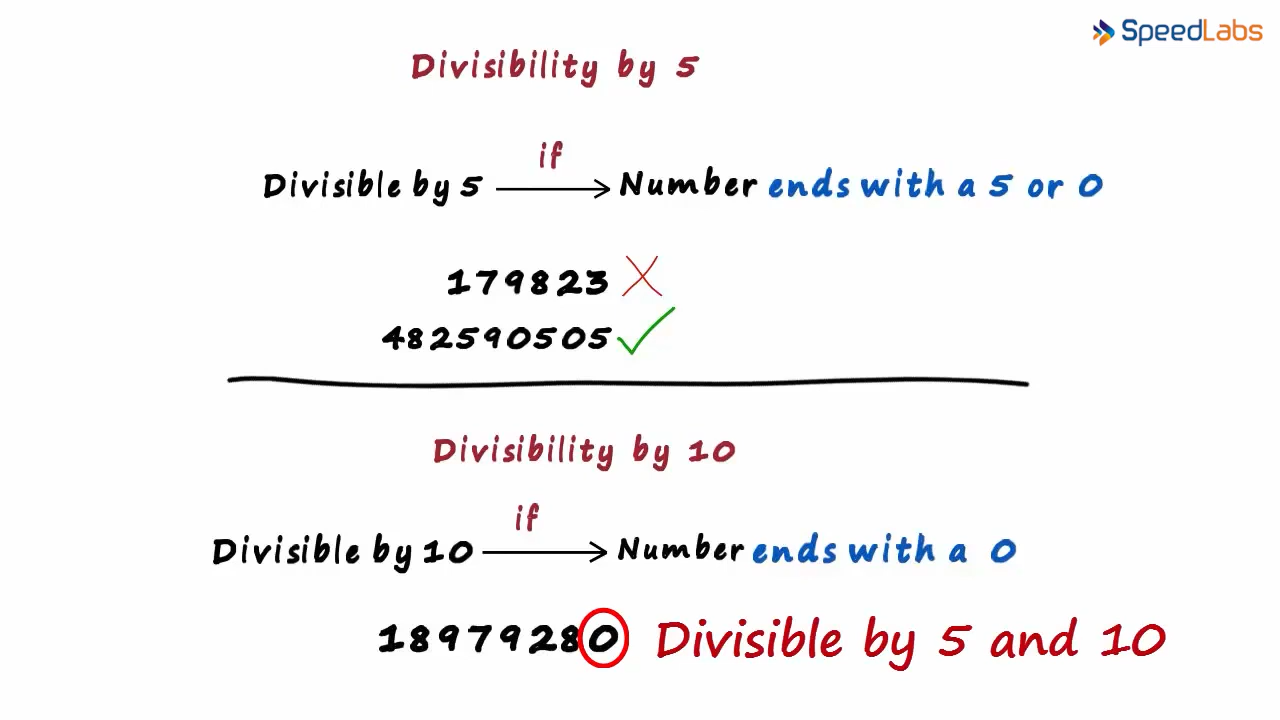 SpeedLabs
Divisibility by 5
if
Divisible by 5 → Number ends with a 5 or 0
179823 ✗
482590505 ✓
Divisibility by 10
if
Divisible by 10 → Number ends with a 0
18979280 Divisible by 5 and 10